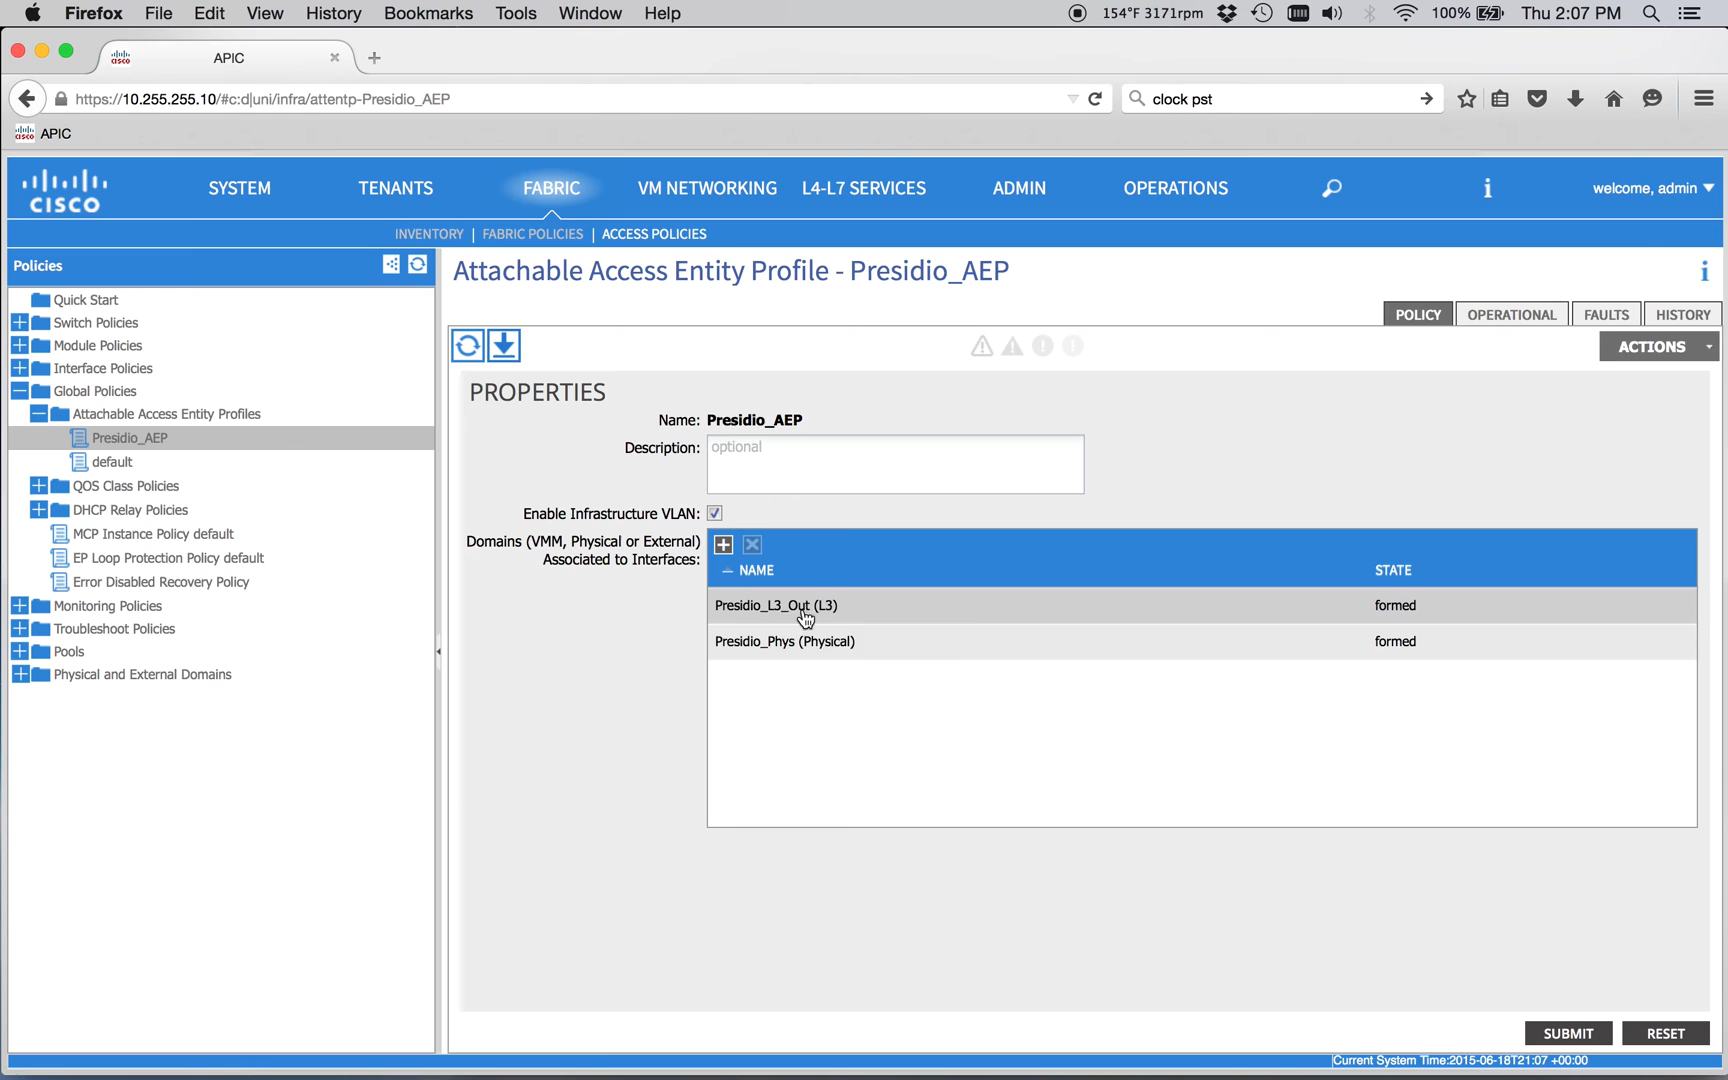 Firefox File Edit View History Bookmarks Tools Window Help 154°F 3171rpm 100% Thu 2:07 PM
APIC
https://10.255.255.10/#c:d|uni/infra/attentp-Presidio_AEP clock pst
APIC
CISCO SYSTEM TENANTS FABRIC VM NETWORKING L4-L7 SERVICES ADMIN OPERATIONS i welcome, admin
INVENTORY | FABRIC POLICIES | ACCESS POLICIES
Policies
Quick Start
Switch Policies
Module Policies
Interface Policies
Global Policies
Attachable Access Entity Profiles
Presidio_AEP
default
QOS Class Policies
DHCP Relay Policies
MCP Instance Policy default
EP Loop Protection Policy default
Error Disabled Recovery Policy
Monitoring Policies
Troubleshoot Policies
Pools
Physical and External Domains
Attachable Access Entity Profile - Presidio_AEP i
POLICY OPERATIONAL FAULTS HISTORY
ACTIONS
PROPERTIES
Name: Presidio_AEP
Description: optional
Enable Infrastructure VLAN:
Domains (VMM, Physical or External)
Associated to Interfaces:
NAME STATE
Presidio_L3_Out (L3) formed
Presidio_Phys (Physical) formed
SUBMIT RESET
Current System Time:2015-06-18T21:07 +00:00